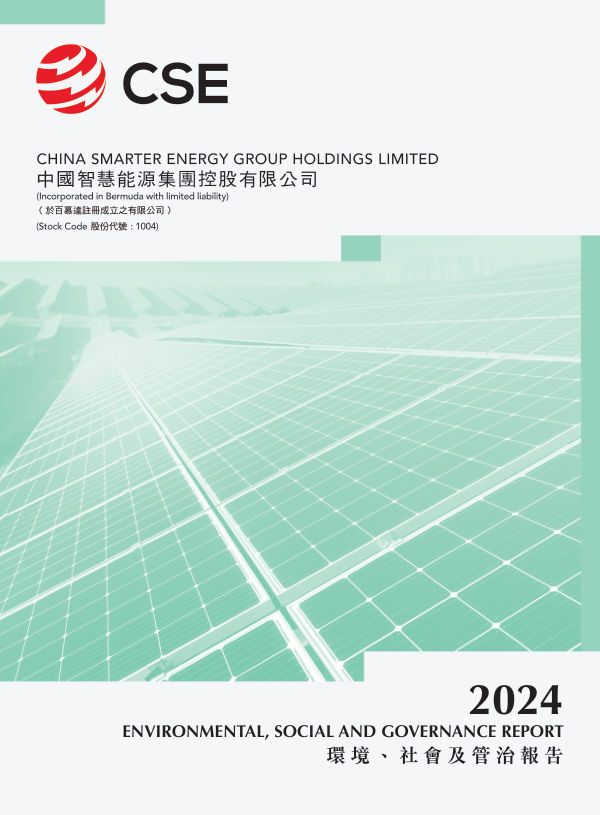 CSE
CHINA SMARTER ENERGY GROUP HOLDINGS LIMITED
中國智慧能源集團控股有限公司
(Incorporated in Bermuda with limited liability)
（於百慕達註冊成立之有限公司）
(Stock Code 股份代號 : 1004)
2024
ENVIRONMENTAL, SOCIAL AND GOVERNANCE REPORT
環境、社會及管治報告